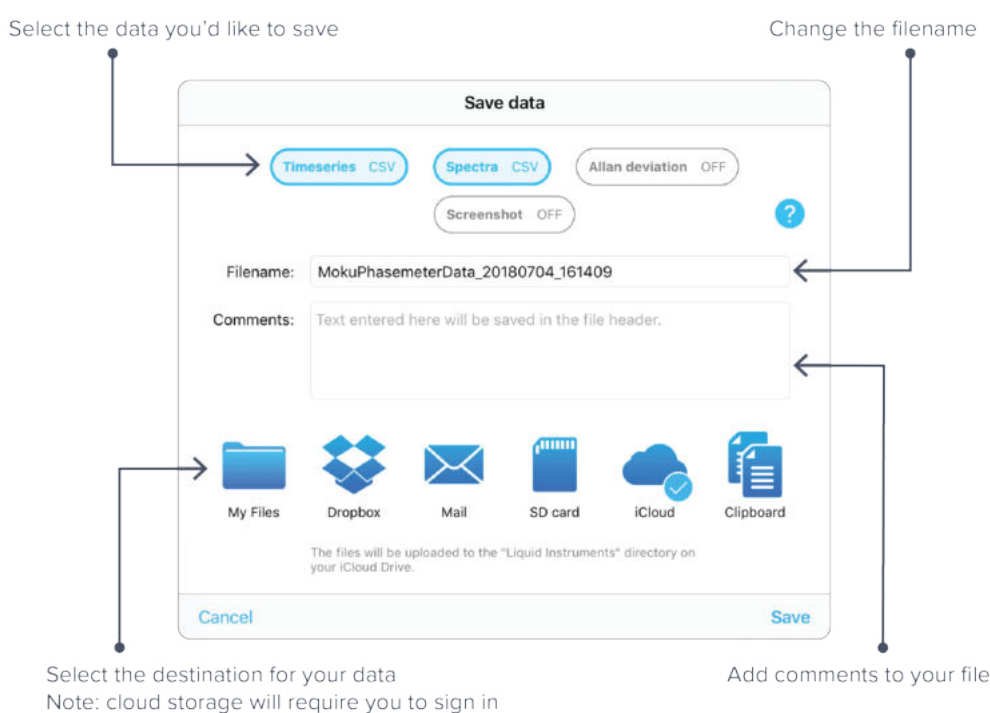 Select the data you’d like to save
Change the filename
Save data
Timeseries CSV
Spectra CSV
Allan deviation OFF
Screenshot OFF
?
Filename: MokuPhasemeterData_20180704_161409
Comments: Text entered here will be saved in the file header.
My Files
Dropbox
Mail
SD card
iCloud
Clipboard
The files will be uploaded to the "Liquid Instruments" directory on
your iCloud Drive.
Cancel
Save
Select the destination for your data
Note: cloud storage will require you to sign in
Add comments to your file